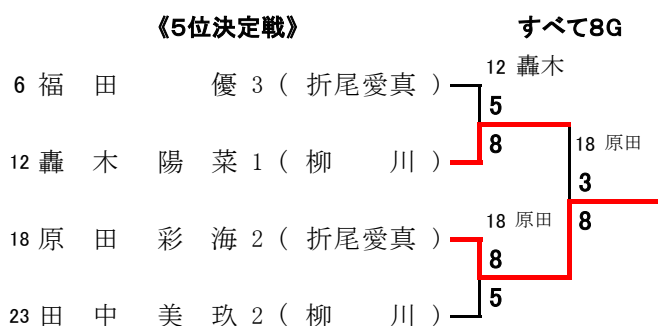 《5位決定戦》 すべて8G
12 轟木
6 福 田 優 3 ( 折尾愛真 )
5
8
18 原田
12 轟 木 陽 菜 1 ( 柳 川 )
3
18 原田
8
18 原 田 彩 海 2 ( 折尾愛真 )
8
5
23 田 中 美 玖 2 ( 柳 川 )